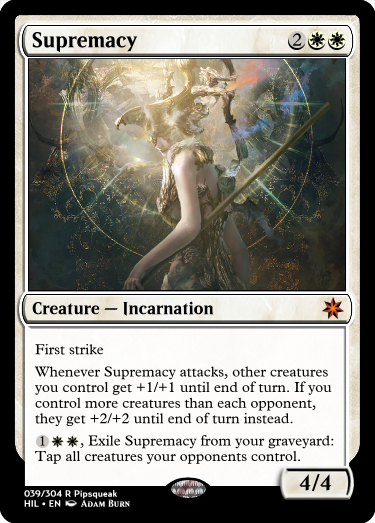 Supremacy 2
Creature — Incarnation
First strike
Whenever Supremacy attacks, other creatures
you control get +1/+1 until end of turn. If you
control more creatures than each opponent,
they get +2/+2 until end of turn instead.
1, Exile Supremacy from your graveyard:
Tap all creatures your opponents control.
4/4
039/304 R Pipsqueak
HIL • EN Adam Burn